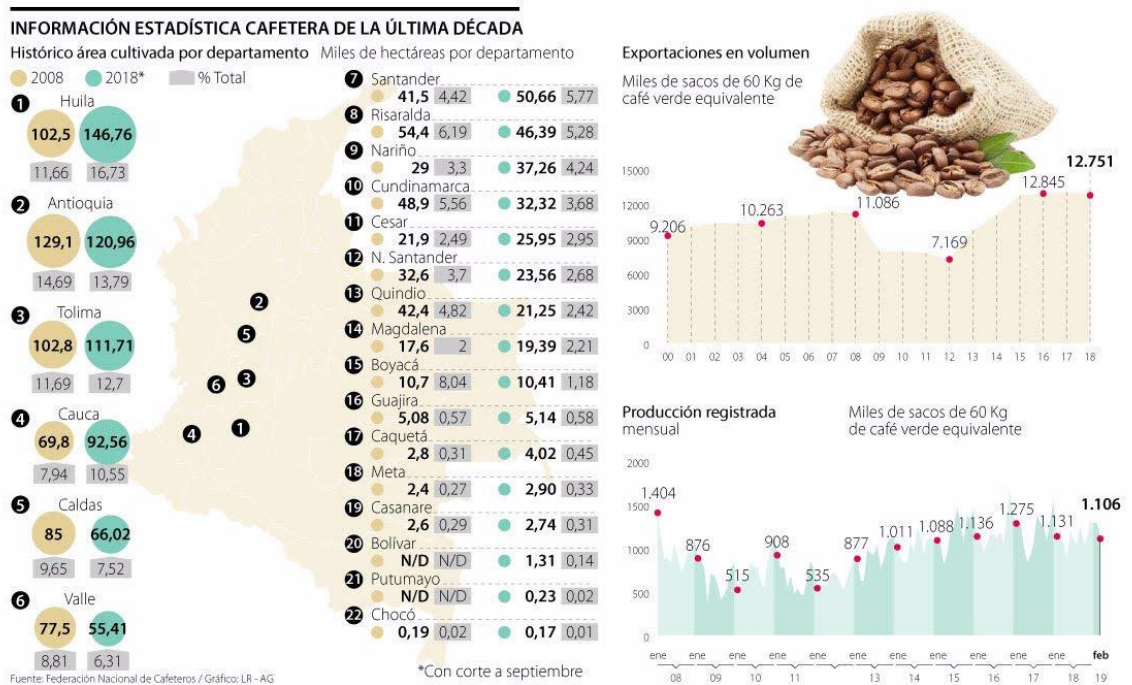 INFORMACIÓN ESTADÍSTICA CAFETERA DE LA ÚLTIMA DÉCADA
Histórico área cultivada por departamento Miles de hectáreas por departamento
2008 2018* % Total
1 Huila
102,5 146,76
11,66 16,73
2 Antioquia
129,1 120,96
14,69 13,79
3 Tolima
102,8 111,71
11,69 12,7
4 Cauca
69,8 92,56
7,94 10,55
5 Caldas
85 66,02
9,65 7,52
6 Valle
77,5 55,41
8,81 6,31
2
5
6 3
4 1
7 Santander
41,5 4,42 50,66 5,77
8 Risaralda
54,4 6,19 46,39 5,28
9 Nariño
29 3,3 37,26 4,24
10 Cundinamarca
48,9 5,56 32,32 3,68
11 Cesar
21,9 2,49 25,95 2,95
12 N. Santander
32,6 3,7 23,56 2,68
13 Quindio
42,4 4,82 21,25 2,42
14 Magdalena
17,6 2 19,39 2,21
15 Boyacá
10,7 8,04 10,41 1,18
16 Guajira
5,08 0,57 5,14 0,58
17 Caquetá
2,8 0,31 4,02 0,45
18 Meta
2,4 0,27 2,90 0,33
19 Casanare
2,6 0,29 2,74 0,31
20 Bolívar
N/D N/D 1,31 0,14
21 Putumayo
N/D N/D 0,23 0,02
22 Chocó
0,19 0,02 0,17 0,01
*Con corte a septiembre
Fuente: Federación Nacional de Cafeteros / Gráfico: LR - AG
Exportaciones en volumen
Miles de sacos de 60 Kg de
café verde equivalente
15000
12000
9000
6000
3000
0
9.206 10.263 11.086 7.169 12.845 12.751
00 01 02 03 04 05 06 07 08 09 10 11 12 13 14 15 16 17 18
Producción registrada
mensual
Miles de sacos de 60 Kg
de café verde equivalente
2000
1500
1000
500
0
1.404 876 515 908 535 877 1.011 1.088 1.136 1.275 1.131 1.106
ene ene ene ene ene ene ene ene ene ene ene feb
08 09 10 11 13 14 15 16 17 18 19